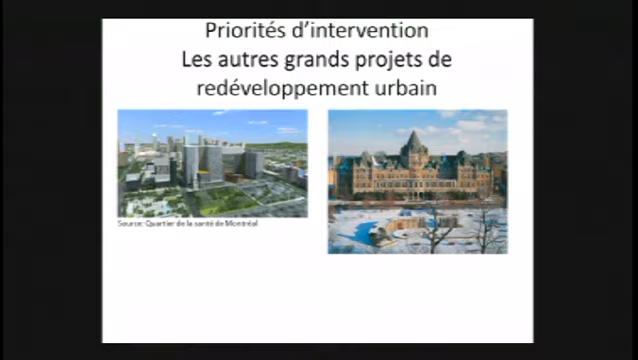 Priorités d'intervention
Les autres grands projets de
redéveloppement urbain
Source: Quartier de la santé de Montréal